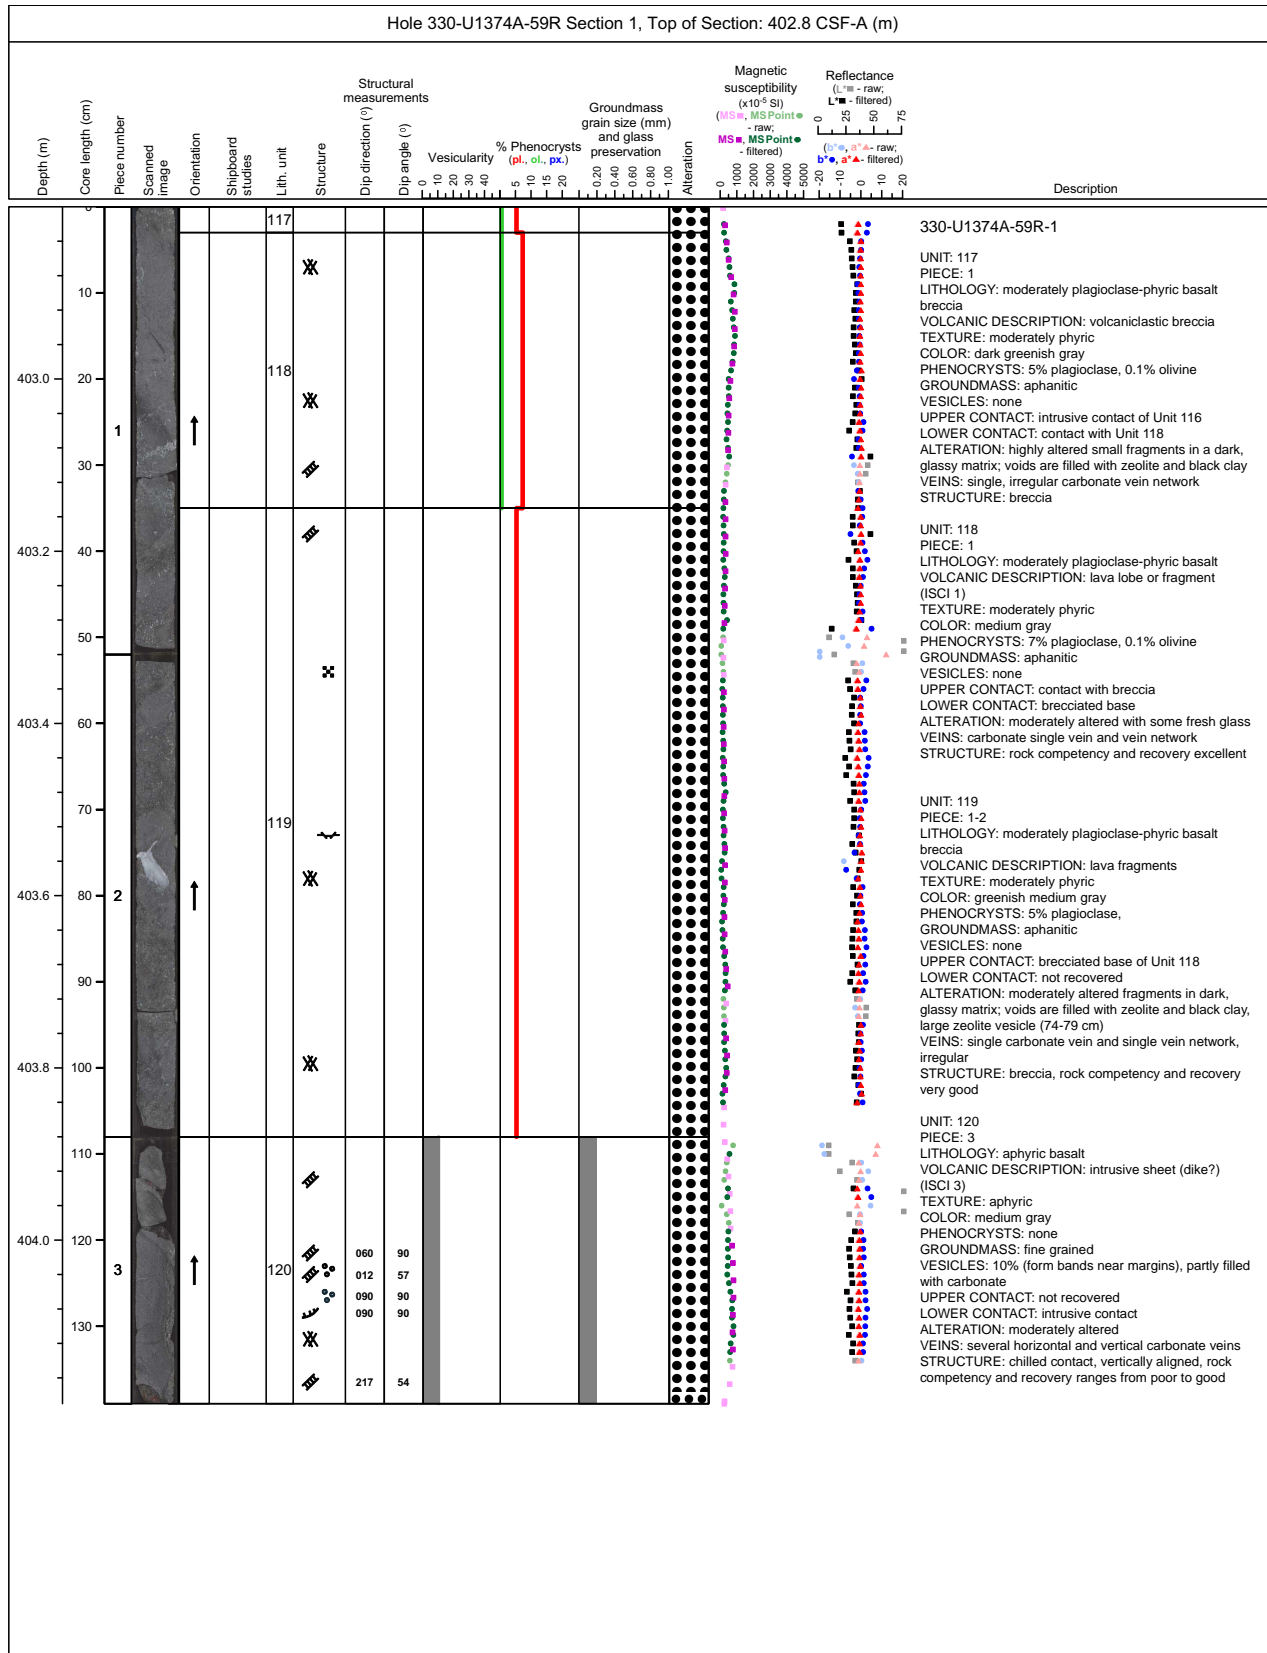 Hole 330-U1374A-59R Section 1, Top of Section: 402.8 CSF-A (m)
Depth (m)
Core length (cm)
Piece number
Scanned image
Orientation
Shipboard studies
Lith. unit
Structure
Structural measurements
Dip direction (°)
Dip angle (°)
Vesicularity
0 10 20 30 40
% Phenocrysts
(pl., ol., px.)
5 10 15 20
Groundmass
grain size (mm)
and glass
preservation
0.20 0.40 0.60 0.80 1.00
Alteration
Magnetic
susceptibility
(x10-5 SI)
(MS, MSPoint
- raw;
MS, MSPoint
- filtered)
0 1000 2000 3000 4000 5000
Reflectance
(L* - raw;
L* - filtered)
0 25 50 75
(b*, a* - raw;
b*, a* - filtered)
-20 -10 0 10 20
Description
0
10
20
30
40
50
60
70
80
90
100
110
120
130
403.0
403.2
403.4
403.6
403.8
404.0
1
2
3
117
118
119
120
060 90
012 57
090 90
090 90
217 54
330-U1374A-59R-1
UNIT: 117
PIECE: 1
LITHOLOGY: moderately plagioclase-phyric basalt
breccia
VOLCANIC DESCRIPTION: volcaniclastic breccia
TEXTURE: moderately phyric
COLOR: dark greenish gray
PHENOCRYSTS: 5% plagioclase, 0.1% olivine
GROUNDMASS: aphanitic
VESICLES: none
UPPER CONTACT: intrusive contact of Unit 116
LOWER CONTACT: contact with Unit 118
ALTERATION: highly altered small fragments in a dark,
glassy matrix; voids are filled with zeolite and black clay
VEINS: single, irregular carbonate vein network
STRUCTURE: breccia
UNIT: 118
PIECE: 1
LITHOLOGY: moderately plagioclase-phyric basalt
VOLCANIC DESCRIPTION: lava lobe or fragment
(ISCI 1)
TEXTURE: moderately phyric
COLOR: medium gray
PHENOCRYSTS: 7% plagioclase, 0.1% olivine
GROUNDMASS: aphanitic
VESICLES: none
UPPER CONTACT: contact with breccia
LOWER CONTACT: brecciated base
ALTERATION: moderately altered with some fresh glass
VEINS: carbonate single vein and vein network
STRUCTURE: rock competency and recovery excellent
UNIT: 119
PIECE: 1-2
LITHOLOGY: moderately plagioclase-phyric basalt
breccia
VOLCANIC DESCRIPTION: lava fragments
TEXTURE: moderately phyric
COLOR: greenish medium gray
PHENOCRYSTS: 5% plagioclase,
GROUNDMASS: aphanitic
VESICLES: none
UPPER CONTACT: brecciated base of Unit 118
LOWER CONTACT: not recovered
ALTERATION: moderately altered fragments in dark,
glassy matrix; voids are filled with zeolite and black clay,
large zeolite vesicle (74-79 cm)
VEINS: single carbonate vein and single vein network,
irregular
STRUCTURE: breccia, rock competency and recovery
very good
UNIT: 120
PIECE: 3
LITHOLOGY: aphyric basalt
VOLCANIC DESCRIPTION: intrusive sheet (dike?)
(ISCI 3)
TEXTURE: aphyric
COLOR: medium gray
PHENOCRYSTS: none
GROUNDMASS: fine grained
VESICLES: 10% (form bands near margins), partly filled
with carbonate
UPPER CONTACT: not recovered
LOWER CONTACT: intrusive contact
ALTERATION: moderately altered
VEINS: several horizontal and vertical carbonate veins
STRUCTURE: chilled contact, vertically aligned, rock
competency and recovery ranges from poor to good